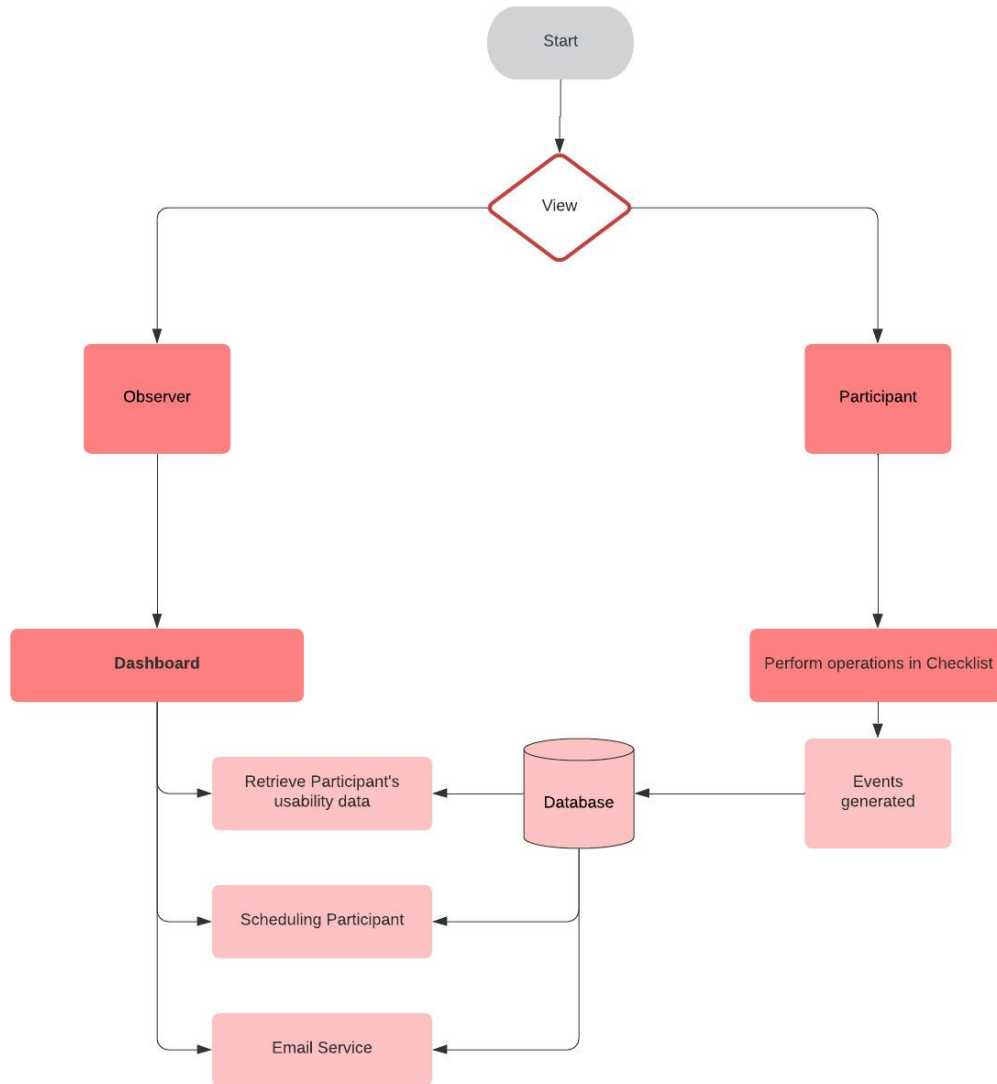 Start
View
Observer
Participant
Dashboard
Perform operations in Checklist
Retrieve Participant's
usability data
Database
Events
generated
Scheduling Participant
Email Service